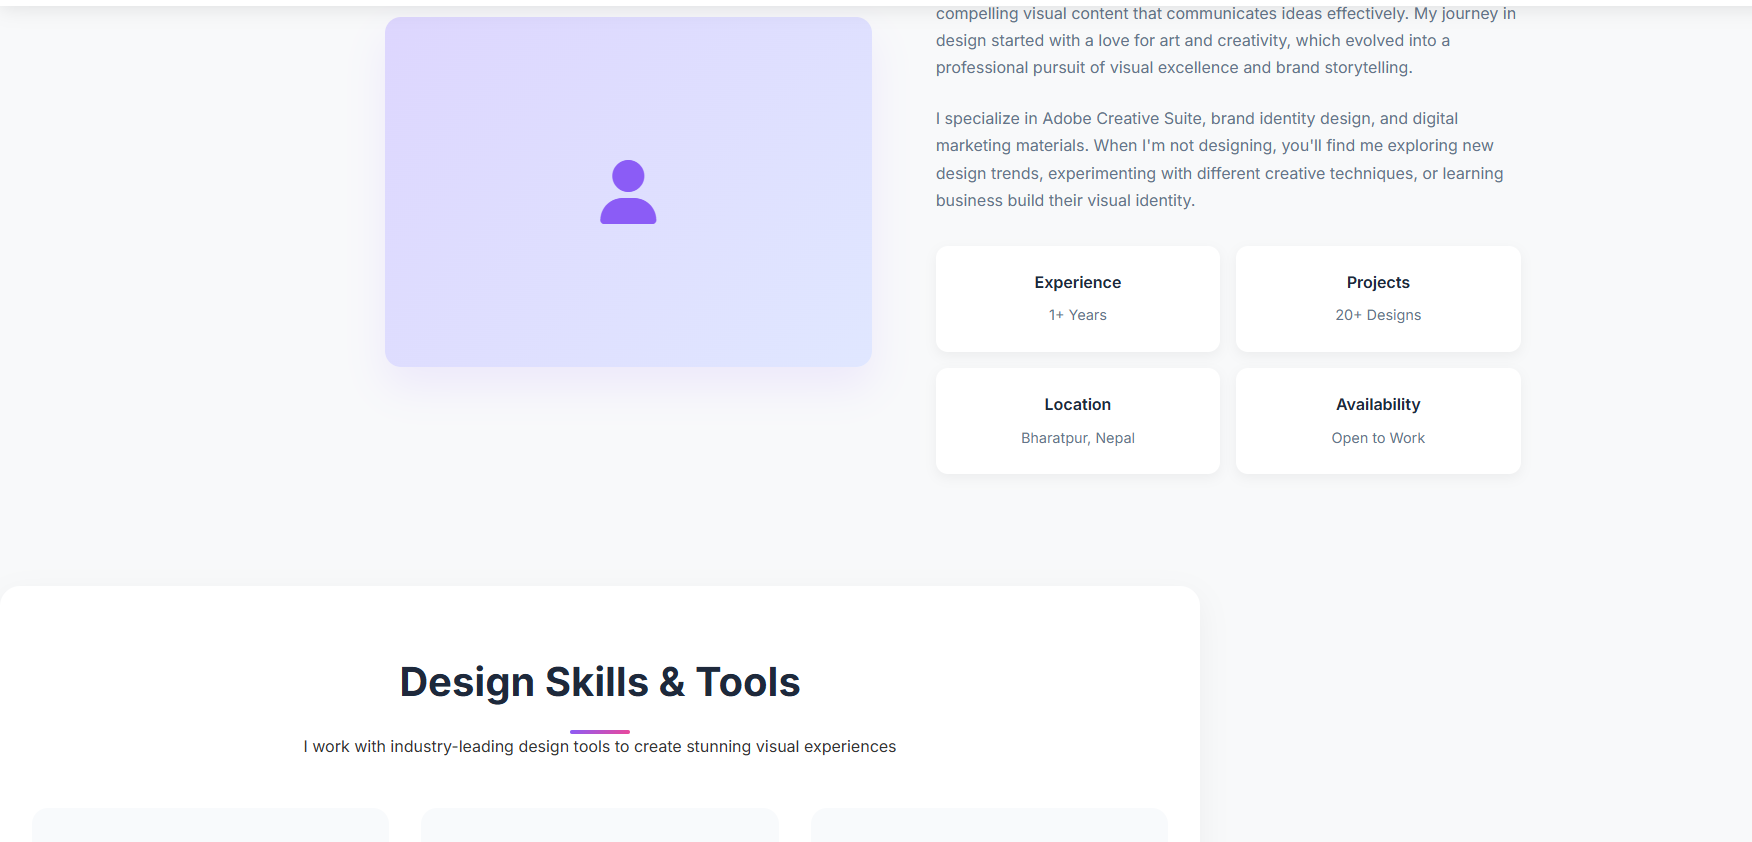 compelling visual content that communicates ideas effectively. My journey in
design started with a love for art and creativity, which evolved into a
professional pursuit of visual excellence and brand storytelling.
I specialize in Adobe Creative Suite, brand identity design, and digital
marketing materials. When I'm not designing, you'll find me exploring new
design trends, experimenting with different creative techniques, or learning
business build their visual identity.
Experience
1+ Years
Projects
20+ Designs
Location
Bharatpur, Nepal
Availability
Open to Work
Design Skills & Tools
I work with industry-leading design tools to create stunning visual experiences